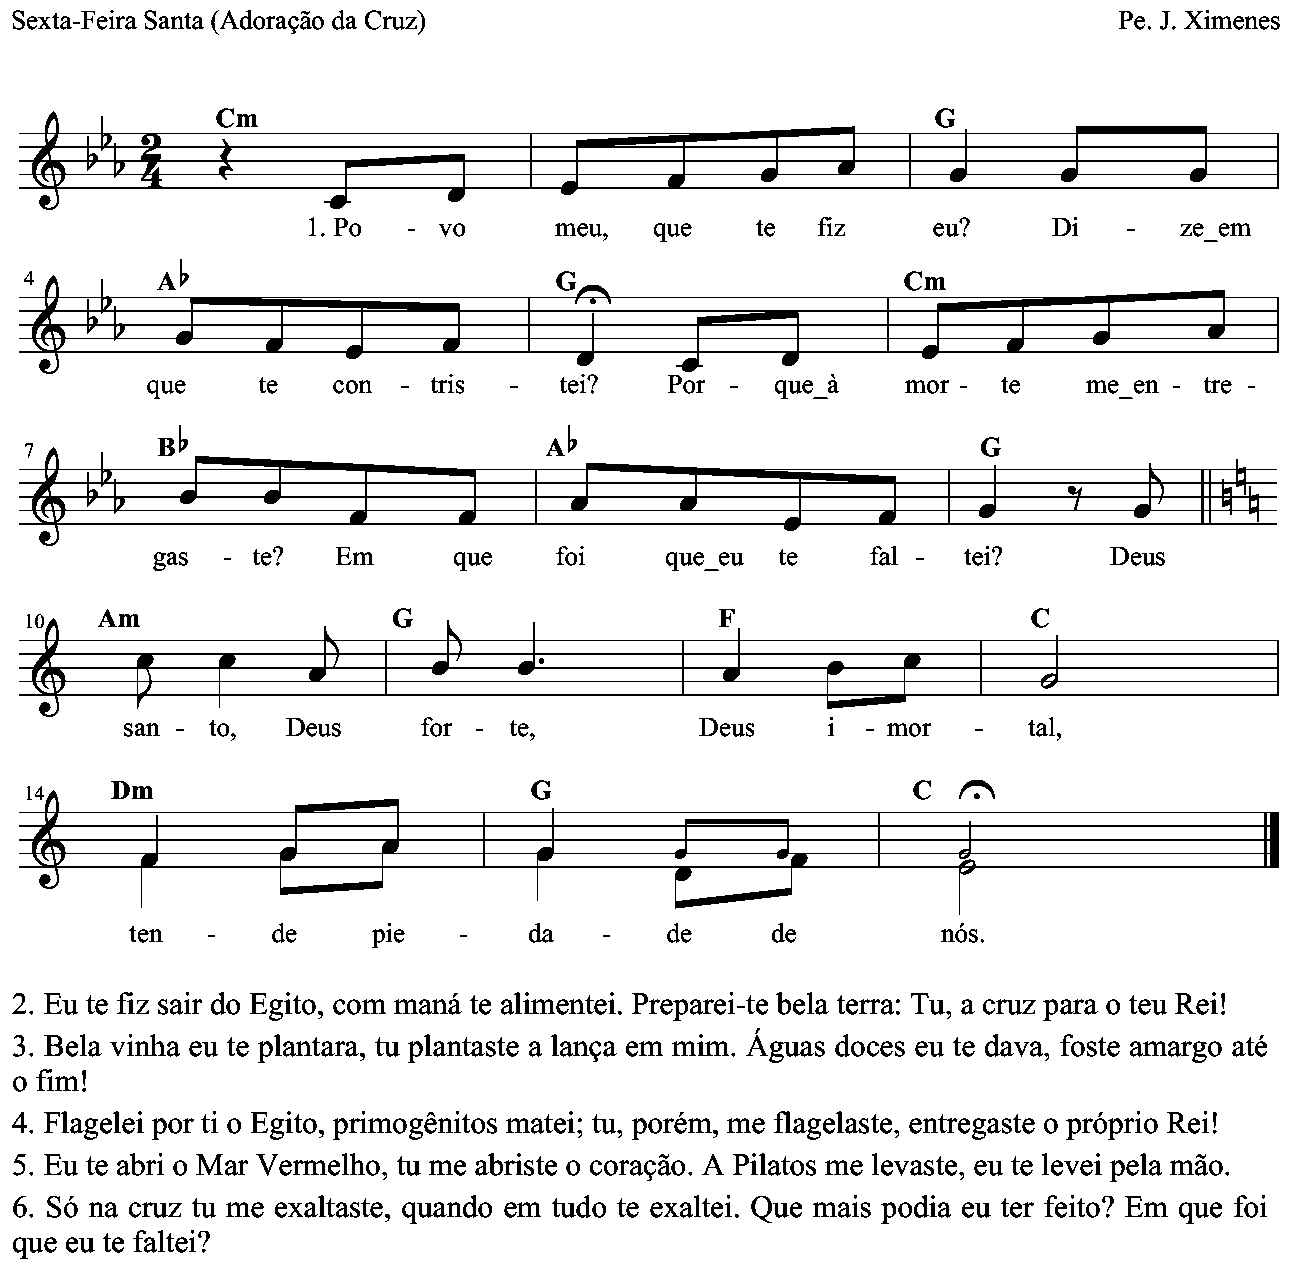 Sexta-Feira Santa (Adoração da Cruz) Pe. J. Ximenes
Cm G
2/4
1. Po - vo meu, que te fiz eu? Di - ze_em
4 A♭ G Cm
que te con - tris - tei? Por - que_à mor - te me_en - tre -
7 B♭ A♭ G
gas - te? Em que foi que_eu te fal - tei? Deus
10 Am G F C
san - to, Deus for - te, Deus i - mor - tal,
14 Dm G C
ten - de pie - da - de de nós.
2. Eu te fiz sair do Egito, com maná te alimentei. Preparei-te bela terra: Tu, a cruz para o teu Rei!
3. Bela vinha eu te plantara, tu plantaste a lança em mim. Águas doces eu te dava, foste amargo até
o fim!
4. Flagelei por ti o Egito, primogênitos matei; tu, porém, me flagelaste, entregaste o próprio Rei!
5. Eu te abri o Mar Vermelho, tu me abriste o coração. A Pilatos me levaste, eu te levei pela mão.
6. Só na cruz tu me exaltaste, quando em tudo te exaltei. Que mais podia eu ter feito? Em que foi
que eu te faltei?